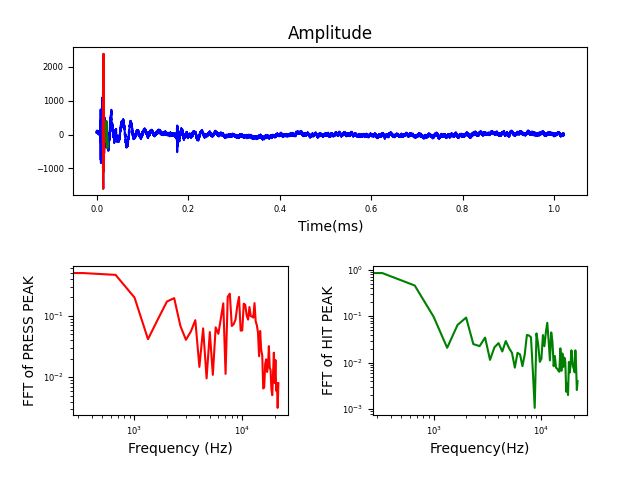 Amplitude
2000
1000
0
−1000
0.0 0.2 0.4 0.6 0.8 1.0
Time(ms)
FFT of PRESS PEAK
10⁻¹
10⁻²
10³ 10⁴
Frequency (Hz)
FFT of HIT PEAK
10⁰
10⁻¹
10⁻²
10⁻³
10³ 10⁴
Frequency(Hz)